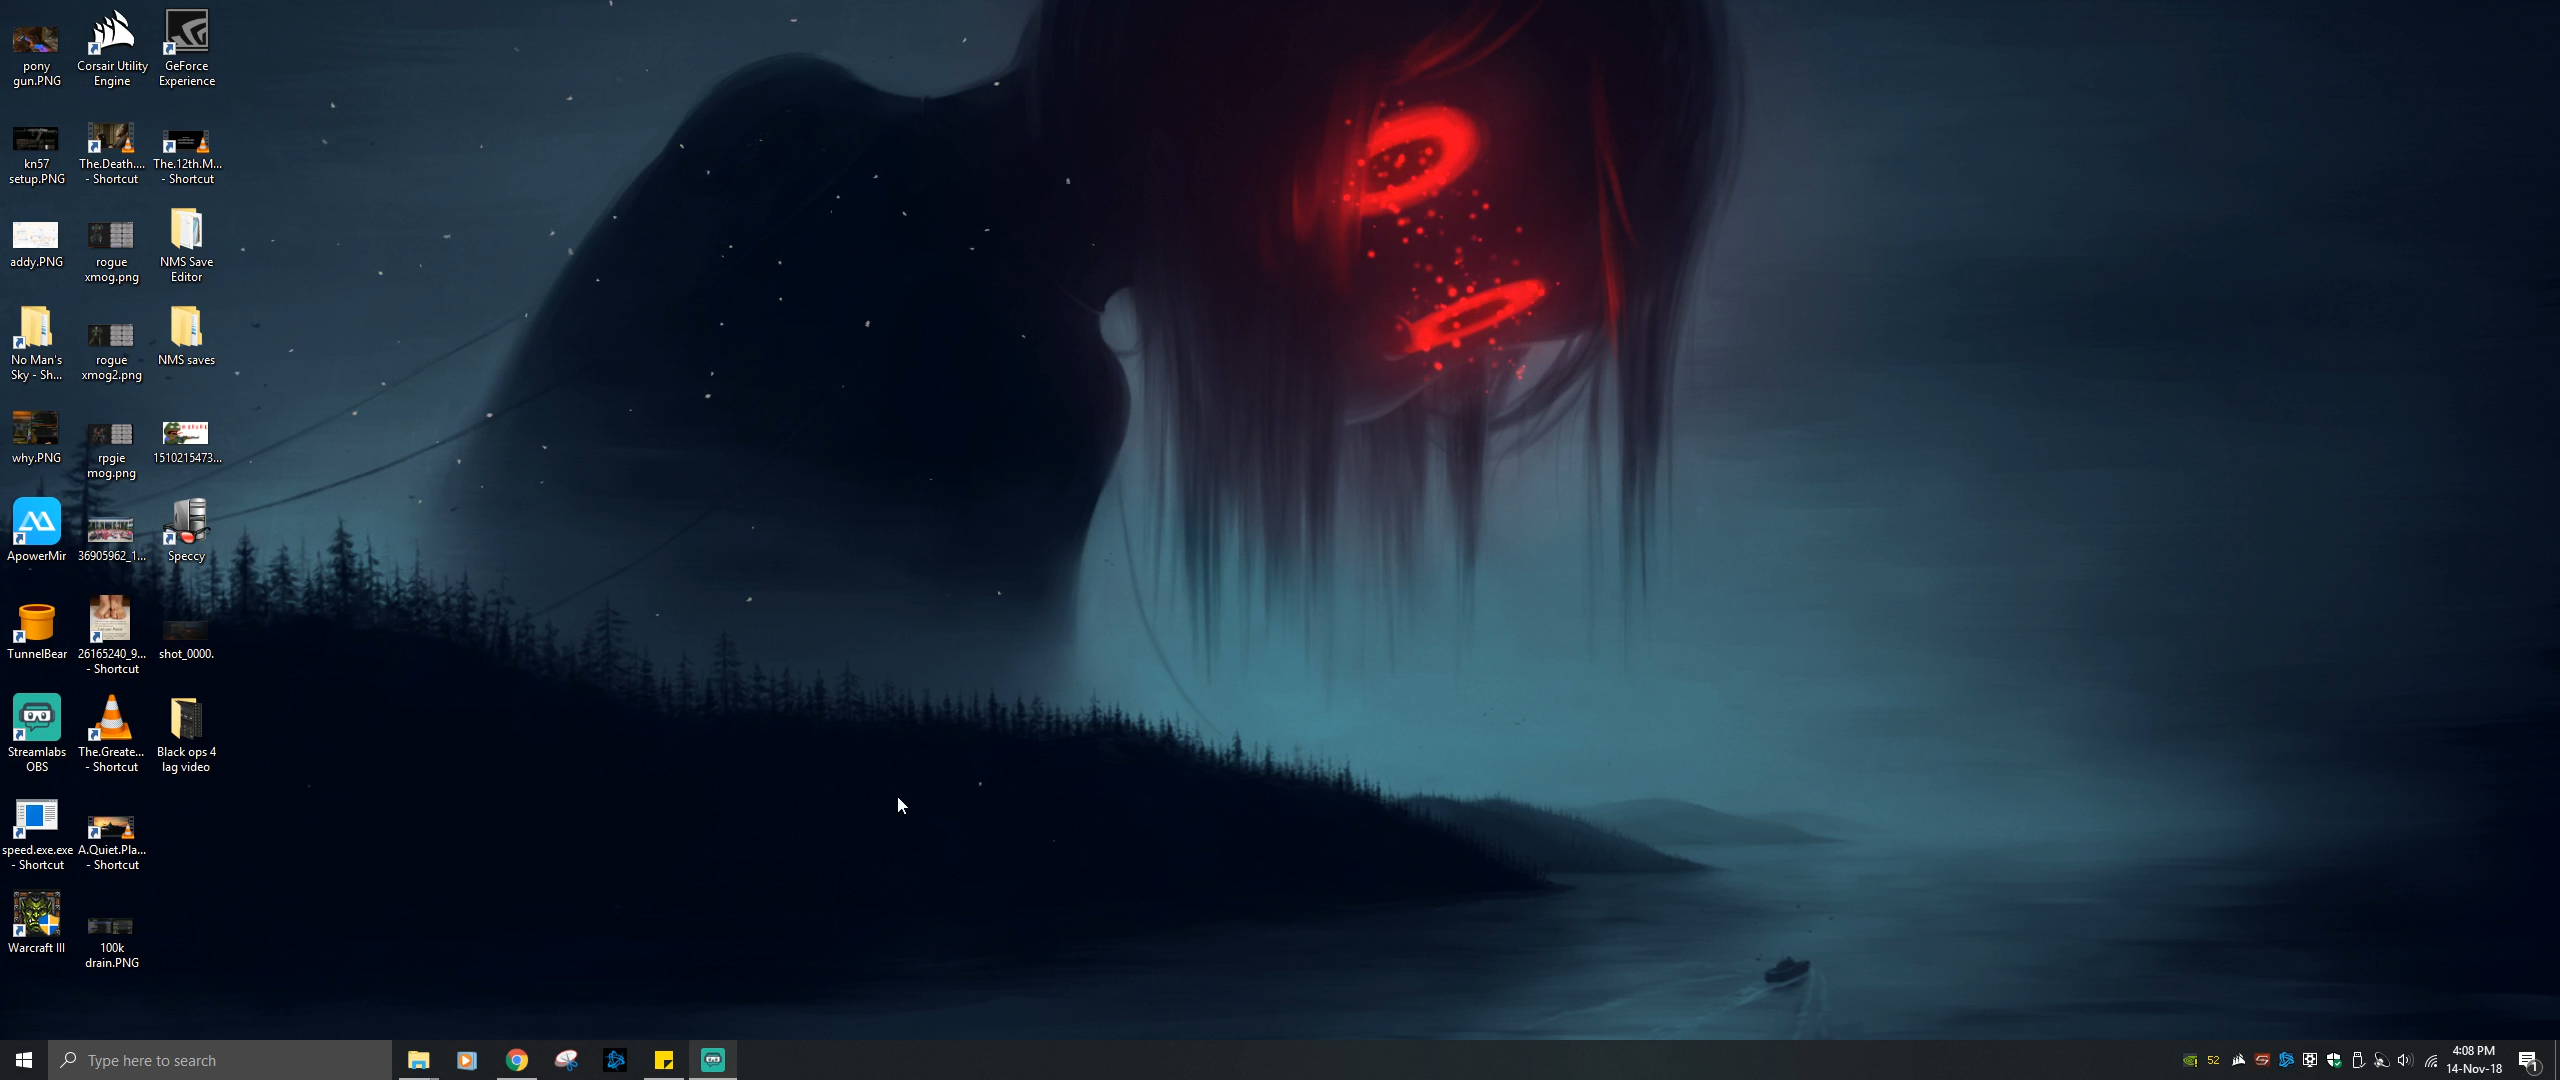 pony
gun.PNG
Corsair Utility
Engine
GeForce
Experience
kn57
setup.PNG
The.Death....
- Shortcut
The.12th.M...
- Shortcut
addy.PNG
rogue
xmog.png
NMS Save
Editor
No Man's
Sky - Sh...
rogue
xmog2.png
NMS saves
why.PNG
rpgie
mog.png
1510215473...
ApowerMir
36905962_1...
Speccy
TunnelBear
26165240_9...
- Shortcut
shot_0000.
Streamlabs
OBS
The.Greate...
- Shortcut
Black ops 4
lag video
speed.exe.exe
- Shortcut
A.Quiet.Pla...
- Shortcut
Warcraft III
100k
drain.PNG
Type here to search
52
4:08 PM
14-Nov-18
1